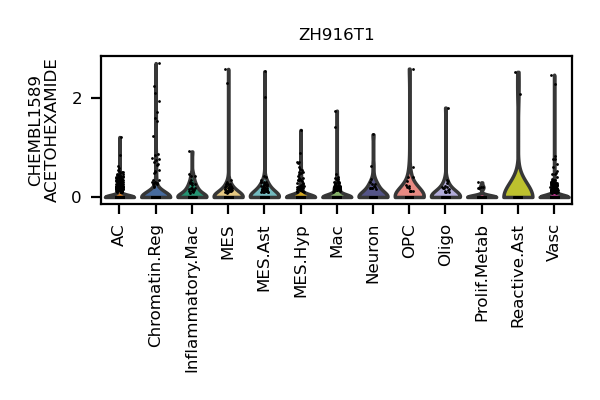 ZH916T1
CHEMBL1589
ACETOHEXAMIDE
2
0
AC
Chromatin.Reg
Inflammatory.Mac
MES
MES.Ast
MES.Hyp
Mac
Neuron
OPC
Oligo
Prolif.Metab
Reactive.Ast
Vasc